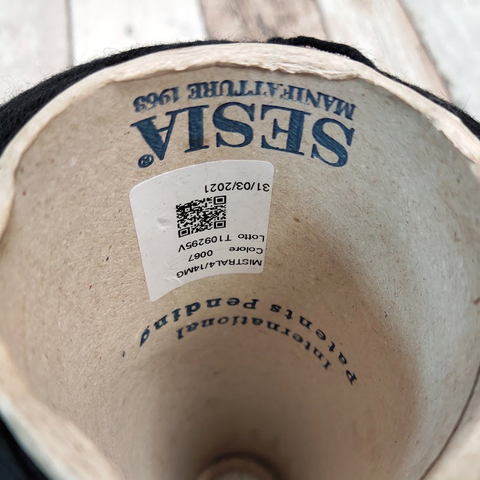 SESIA®
MANIFATTURE 1963
MISTRAL4/14MG
Colore 0067
Lotto T109295V
31/03/2021
International
Patents Pending